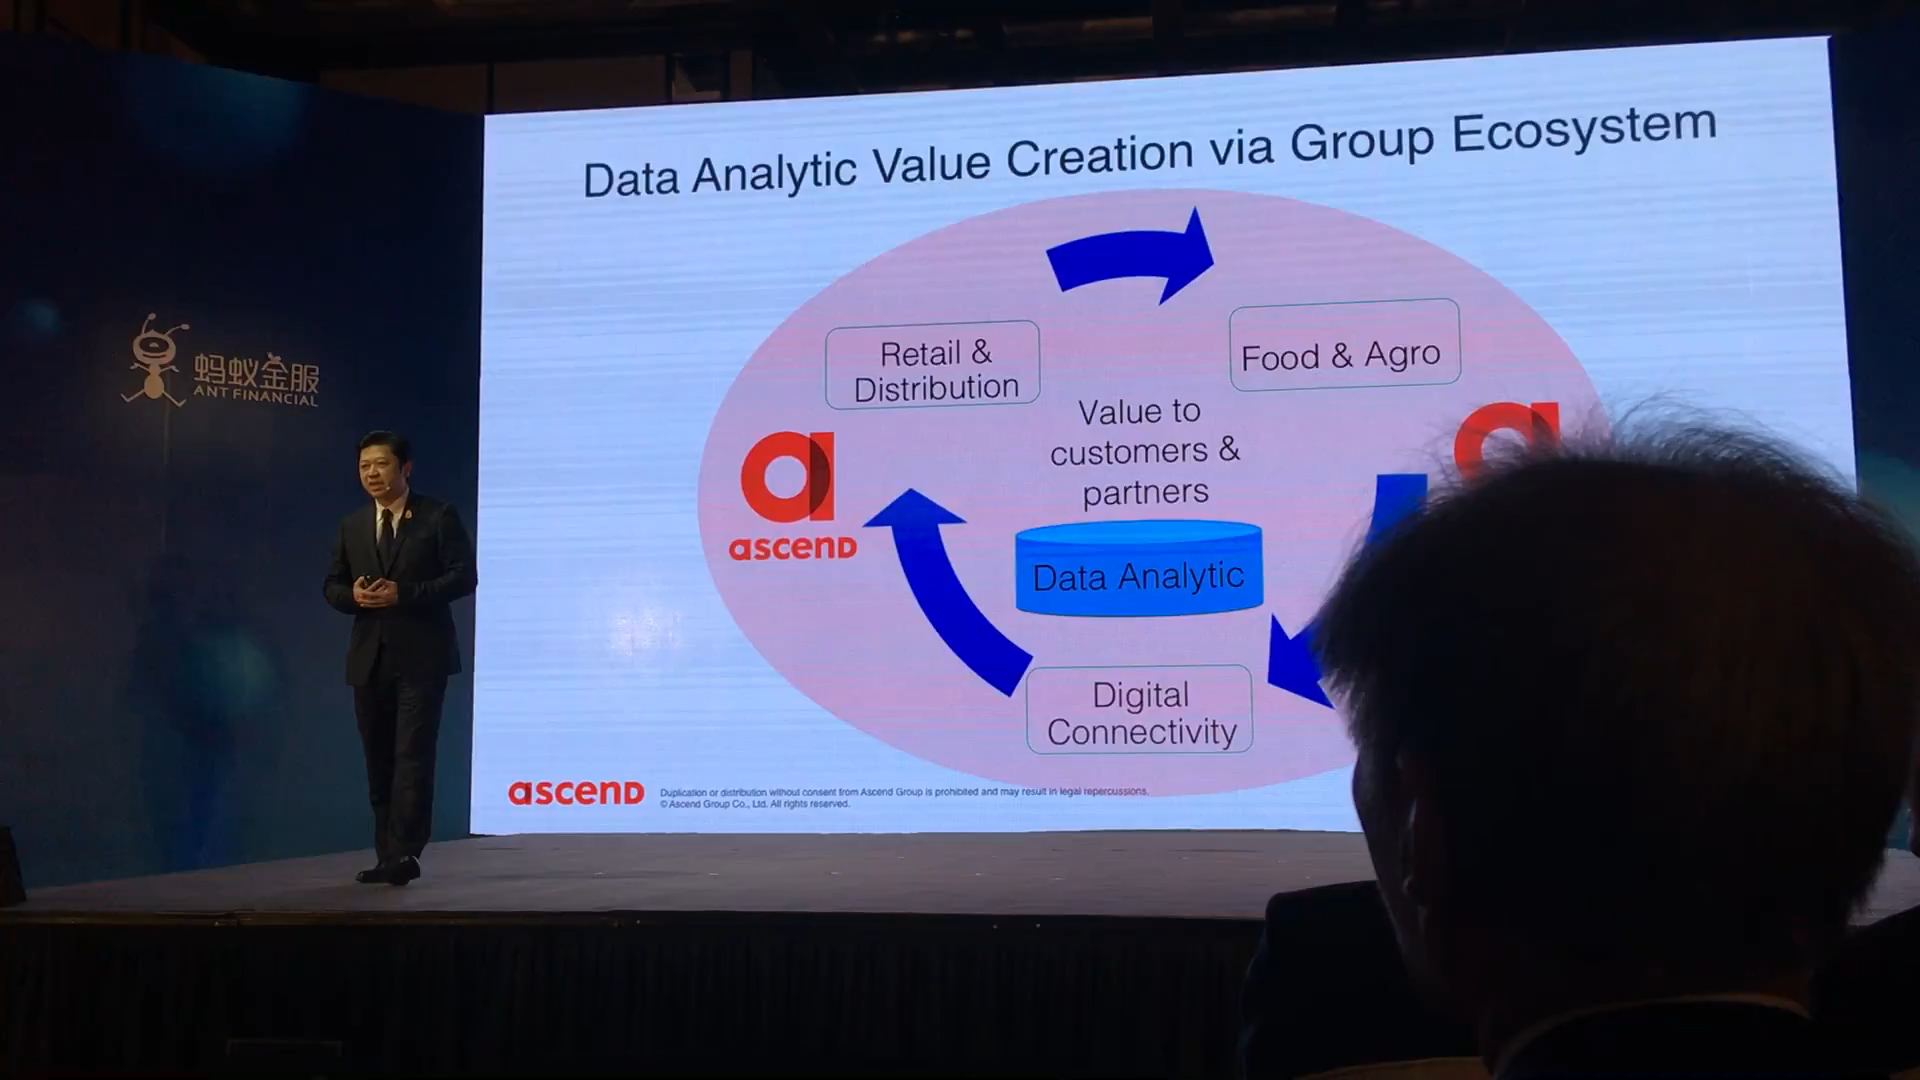 Data Analytic Value Creation via Group Ecosystem
Retail &
Distribution
Food & Agro
Value to
customers &
partners
a
ascend
a
Data Analytic
Digital
Connectivity
ascend
Duplication or distribution without consent from Ascend Group is prohibited and may result in legal repercussions.
© Ascend Group Co., Ltd. All rights reserved.
蚂蚁金服
ANT FINANCIAL